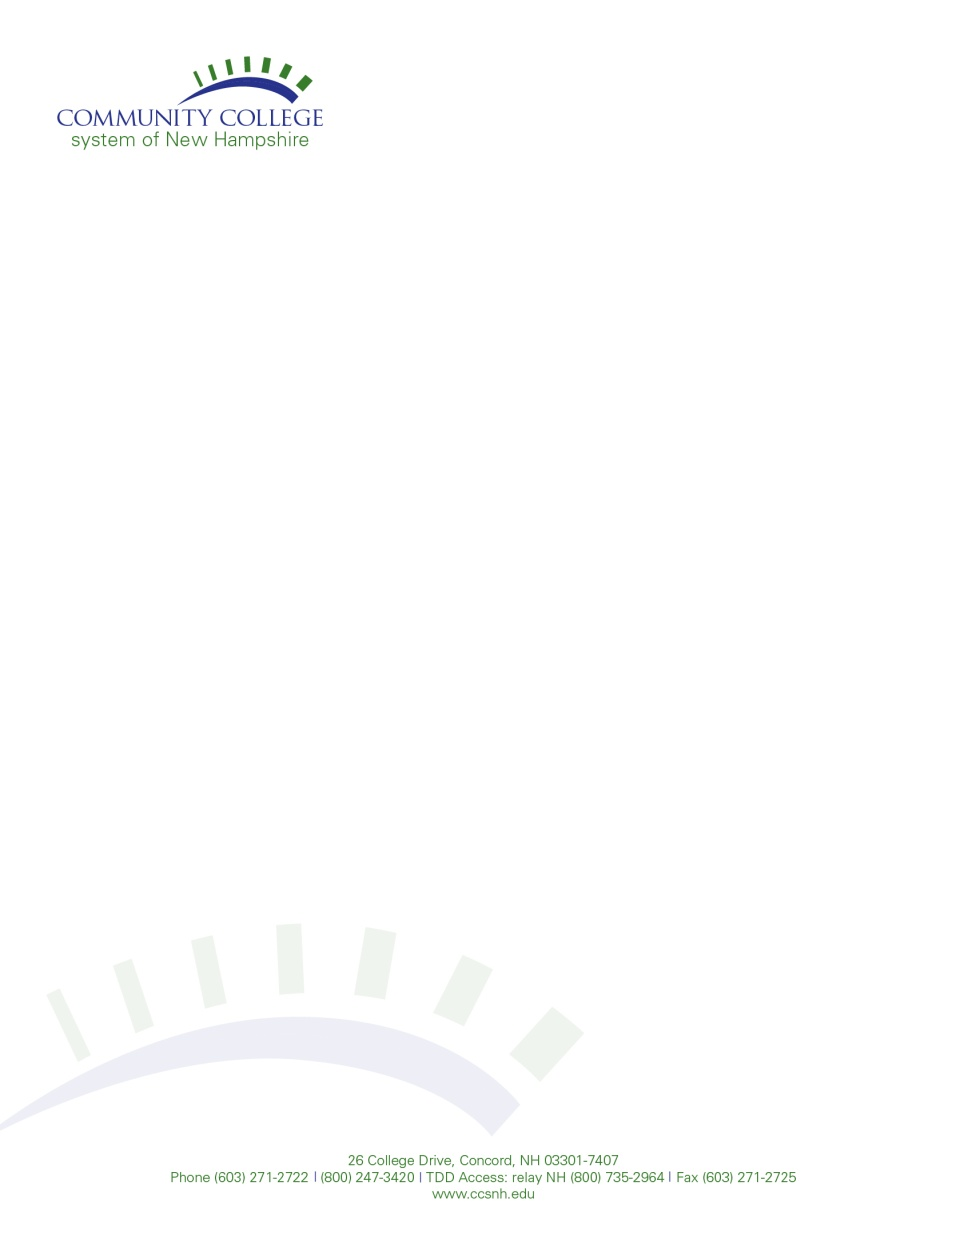 COMMUNITY COLLEGE
system of New Hampshire
26 College Drive, Concord, NH 03301-7407
Phone (603) 271-2722 | (800) 247-3420 | TDD Access: relay NH (800) 735-2964 | Fax (603) 271-2725
www.ccsnh.edu